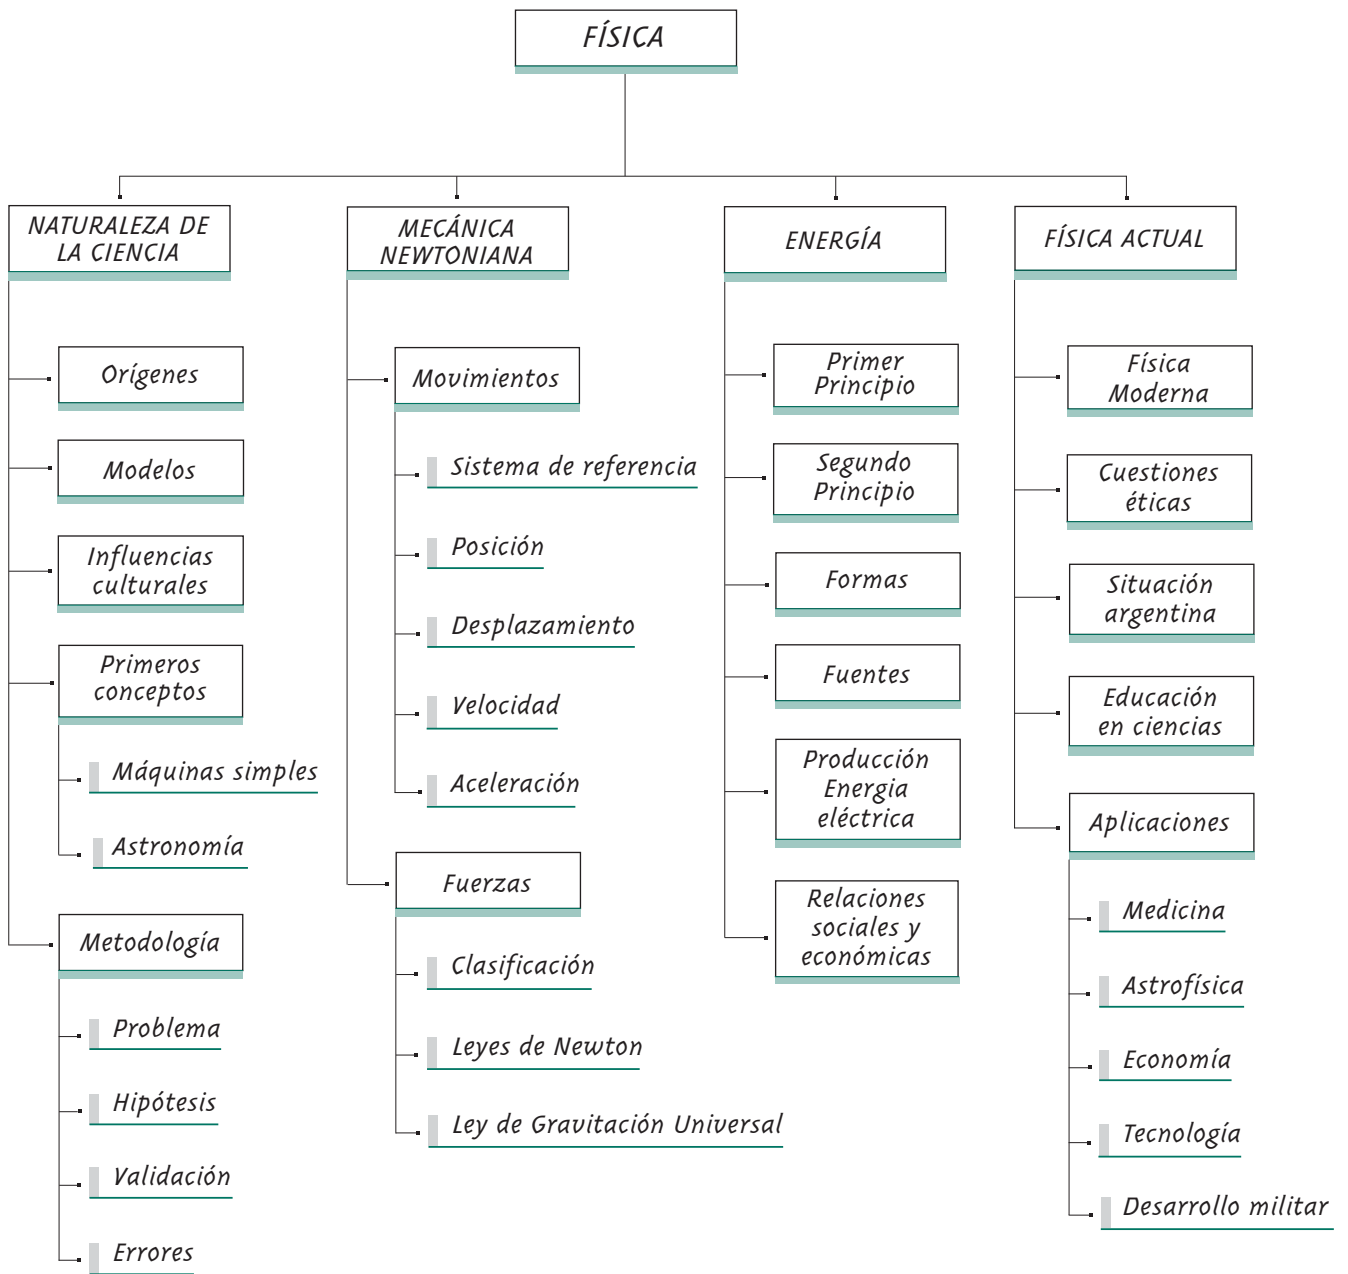 FÍSICA
NATURALEZA DE
LA CIENCIA
Orígenes
Modelos
Influencias
culturales
Primeros
conceptos
Máquinas simples
Astronomía
Metodología
Problema
Hipótesis
Validación
Errores
MECÁNICA
NEWTONIANA
Movimientos
Sistema de referencia
Posición
Desplazamiento
Velocidad
Aceleración
Fuerzas
Clasificación
Leyes de Newton
Ley de Gravitación Universal
ENERGÍA
Primer
Principio
Segundo
Principio
Formas
Fuentes
Producción
Energia
eléctrica
Relaciones
sociales y
económicas
FÍSICA ACTUAL
Física
Moderna
Cuestiones
éticas
Situación
argentina
Educación
en ciencias
Aplicaciones
Medicina
Astrofísica
Economía
Tecnología
Desarrollo militar